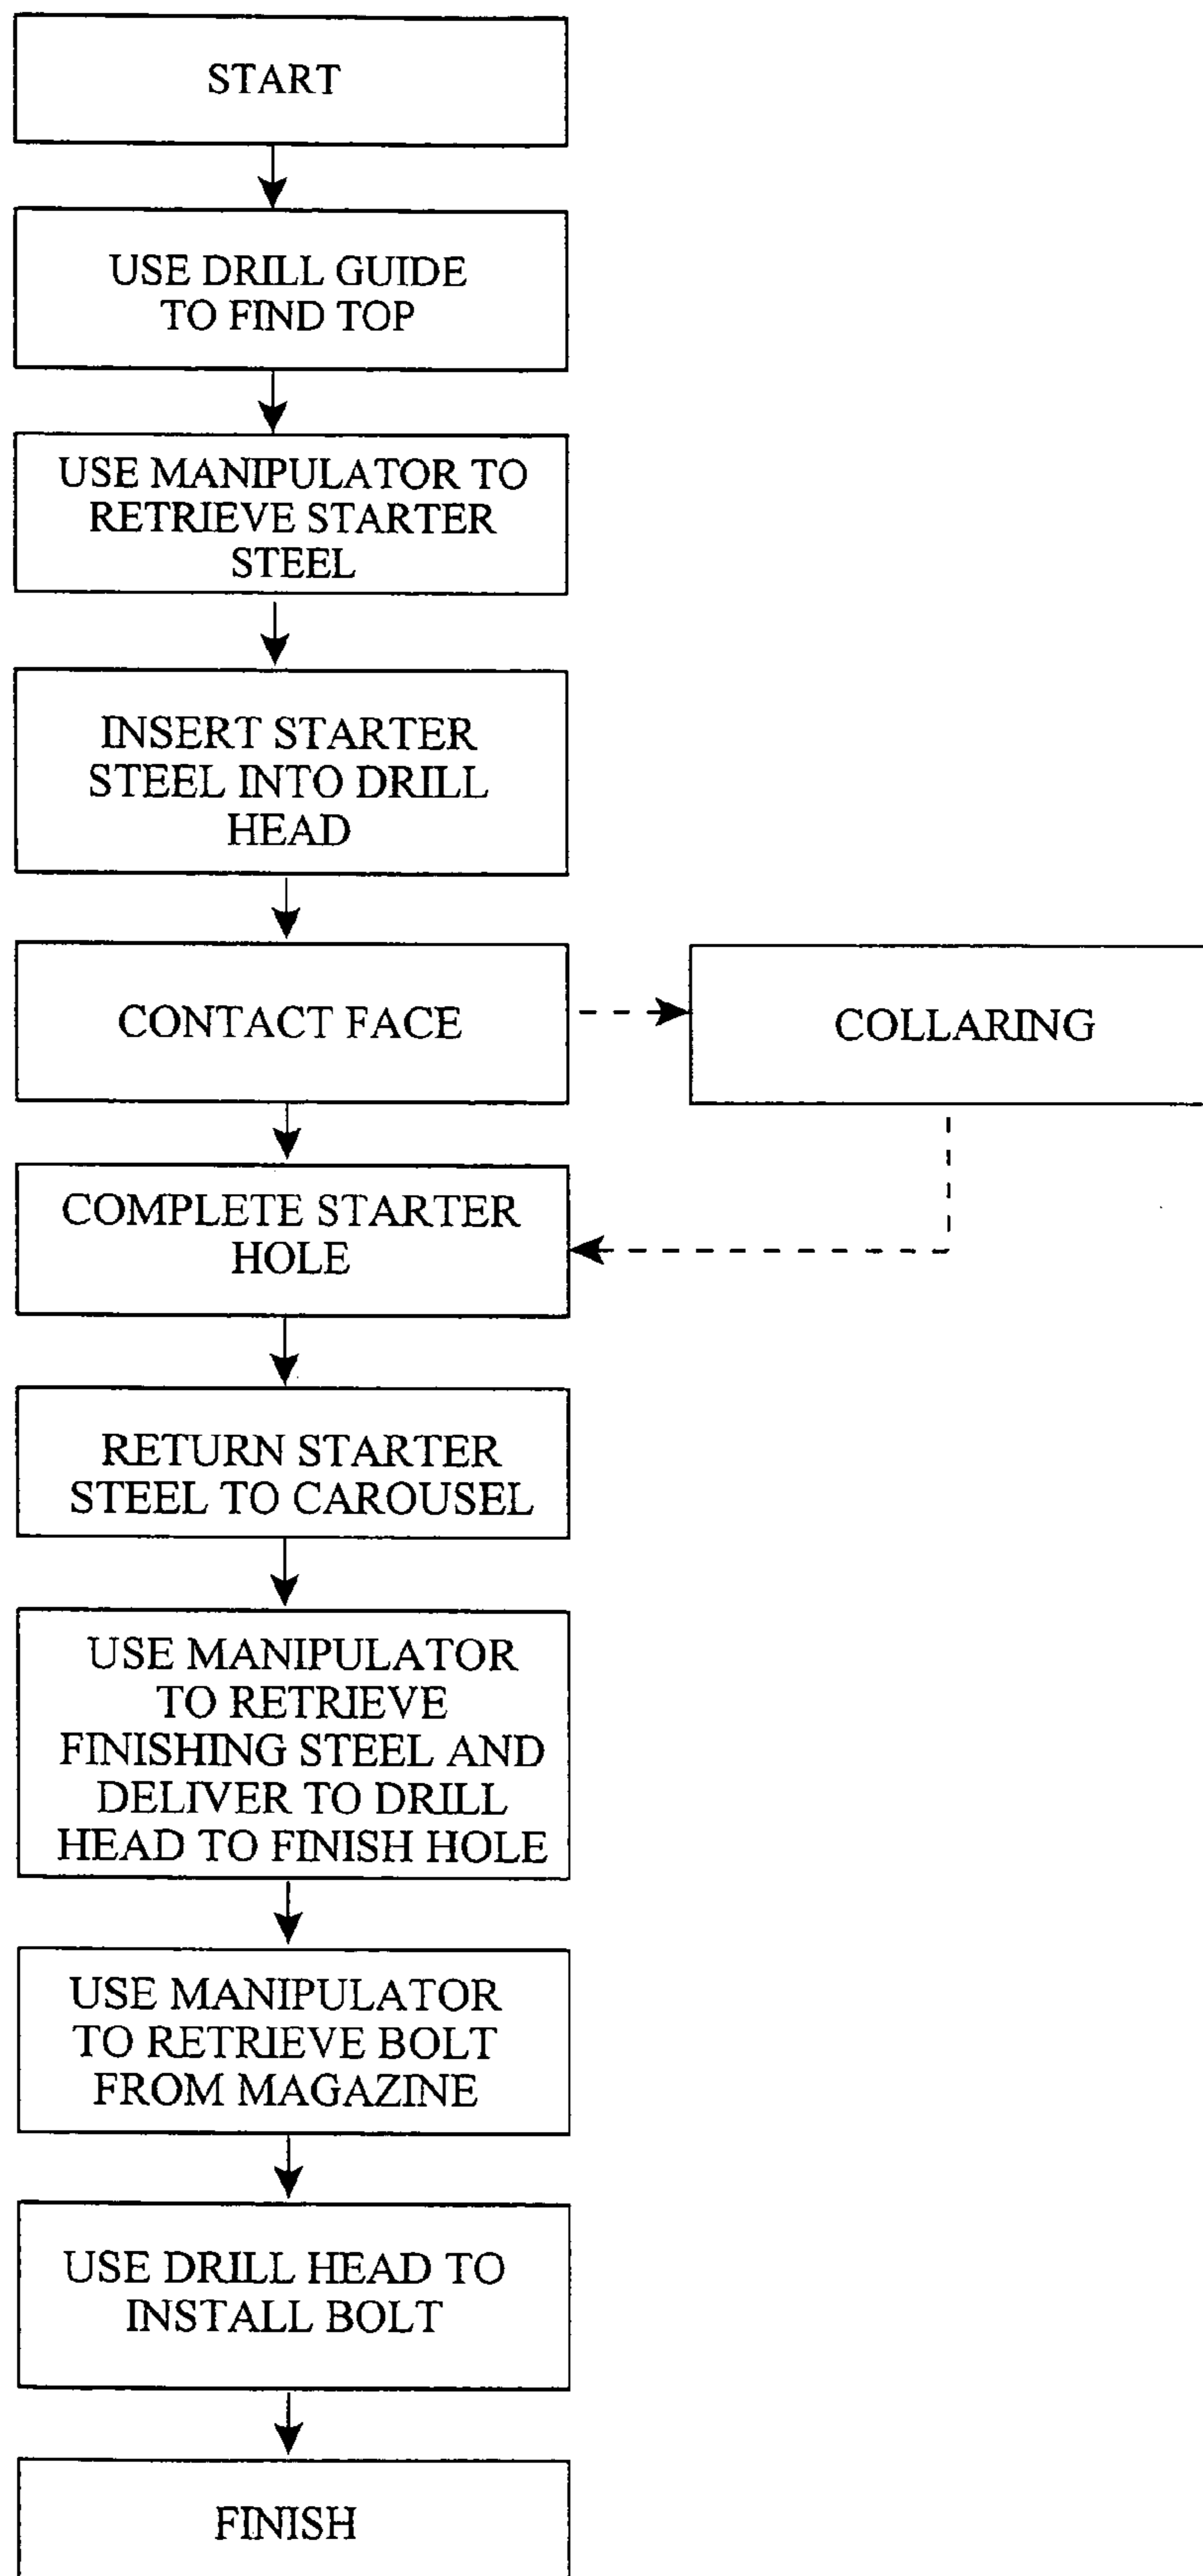 START
USE DRILL GUIDE
TO FIND TOP
USE MANIPULATOR TO
RETRIEVE STARTER
STEEL
INSERT STARTER
STEEL INTO DRILL
HEAD
CONTACT FACE
COLLARING
COMPLETE STARTER
HOLE
RETURN STARTER
STEEL TO CAROUSEL
USE MANIPULATOR
TO RETRIEVE
FINISHING STEEL AND
DELIVER TO DRILL
HEAD TO FINISH HOLE
USE MANIPULATOR
TO RETRIEVE BOLT
FROM MAGAZINE
USE DRILL HEAD TO
INSTALL BOLT
FINISH